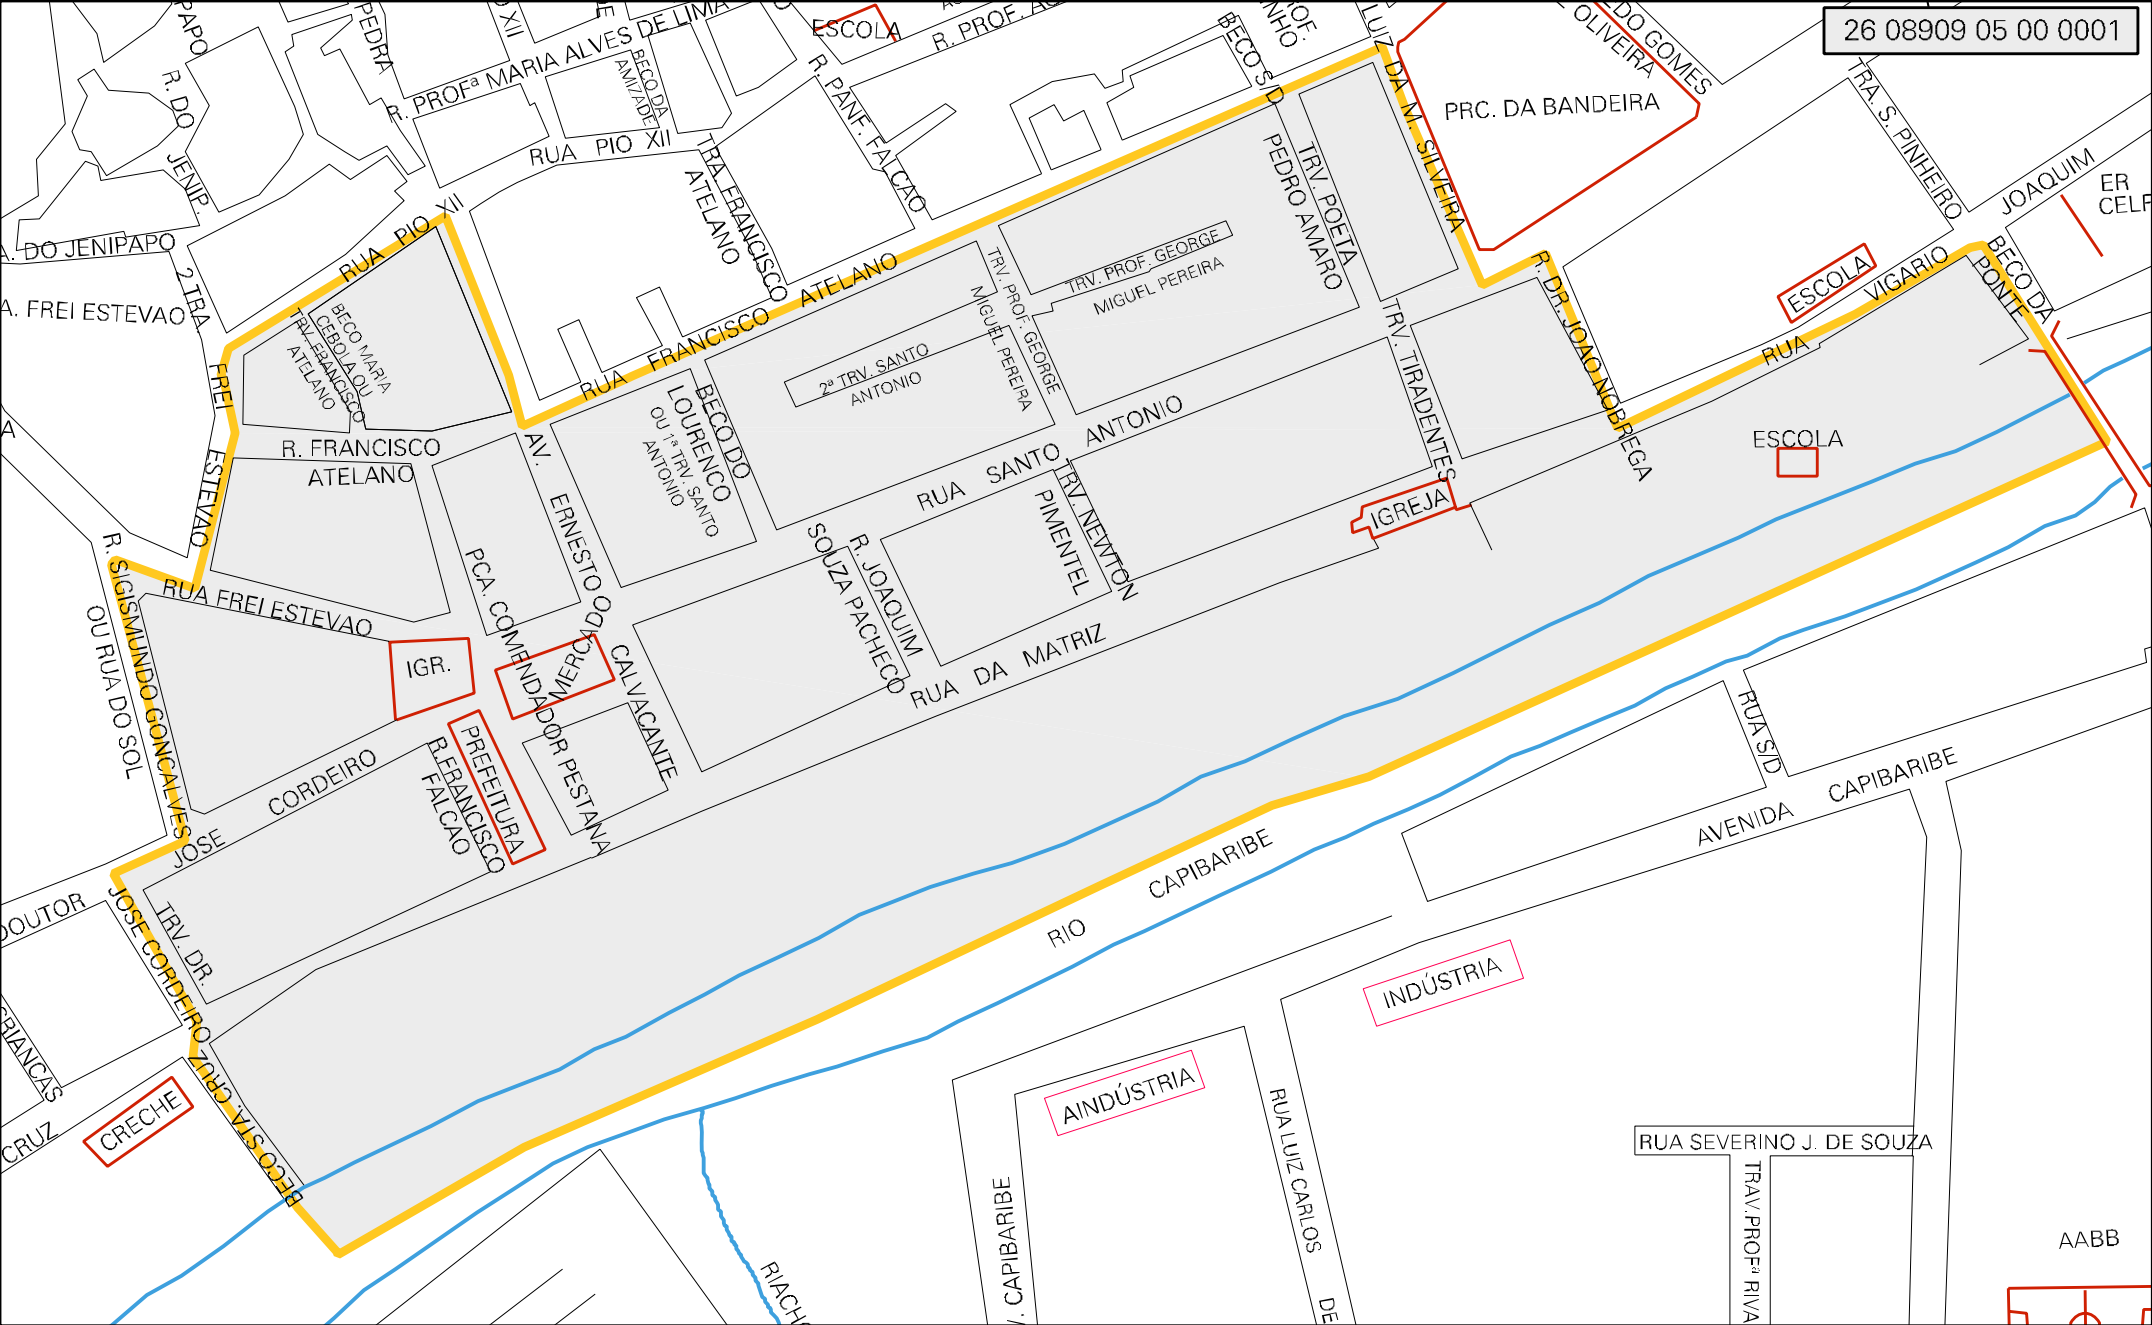 26 08909 05 00 0001
PEDRA
R. DO
JENIP.
R. PROFª MARIA ALVES DE LIMA
BECO DA
AMIZADE
ESCOLA
R. PROF.
BECO S/D
LUIZ DA M. SILVEIRA
OLIVEIRA
GOMES
PRC. DA BANDEIRA
TRA. S. PINHEIRO
JOAQUIM
ER
CELP
RUA PIO XII
TRA. FRANCISCO
ATELANO
R. PANF. FALCAO
TRV. POETA
PEDRO AMARO
RUA PIO XII
DO JENIPAPO
2 TRA.
FREI ESTEVAO
FREI ESTEVAO
BECO MARIA
CEBOLA OU
TRV. FRANCISCO
ATELANO
RUA FRANCISCO ATELANO
TRV. PROF. GEORGE
MIGUEL PEREIRA
TRV. PROF. GEORGE
MIGUEL PEREIRA
2ª TRV. SANTO
ANTONIO
R. DR. JOAO NOBREGA
ESCOLA
RUA VIGARIO
BECO DA
PONTE
TRV. TIRADENTES
ESCOLA
R. FRANCISCO
ATELANO
AV. ERNESTO O CALVACANTE
BECO DO
LOURENCO
OU 1ª TRV. SANTO
ANTONIO
RUA SANTO ANTONIO
TRV. NEWTON
PIMENTEL
IGREJA
R. SIGISMUNDO GONCALVES
OU RUA DO SOL
RUA FREI ESTEVAO
IGR.
PCA. COMENDADOR PESTANA
MERCADO
R. JOAQUIM
SOUZA PACHECO
RUA DA MATRIZ
PREFEITURA
R.FRANCISCO
FALCAO
JOSE CORDEIRO
DOUTOR
TRV. DR.
JOSE CORDEIRO
CRUZ
CRECHE
BECO STA. CRUZ
RIO CAPIBARIBE
RUA S/D
AVENIDA CAPIBARIBE
INDÚSTRIA
AINDÚSTRIA
RUA LUIZ CARLOS DE
CAPIBARIBE
RUA SEVERINO J. DE SOUZA
TRAV.PROFª RIVA
AABB